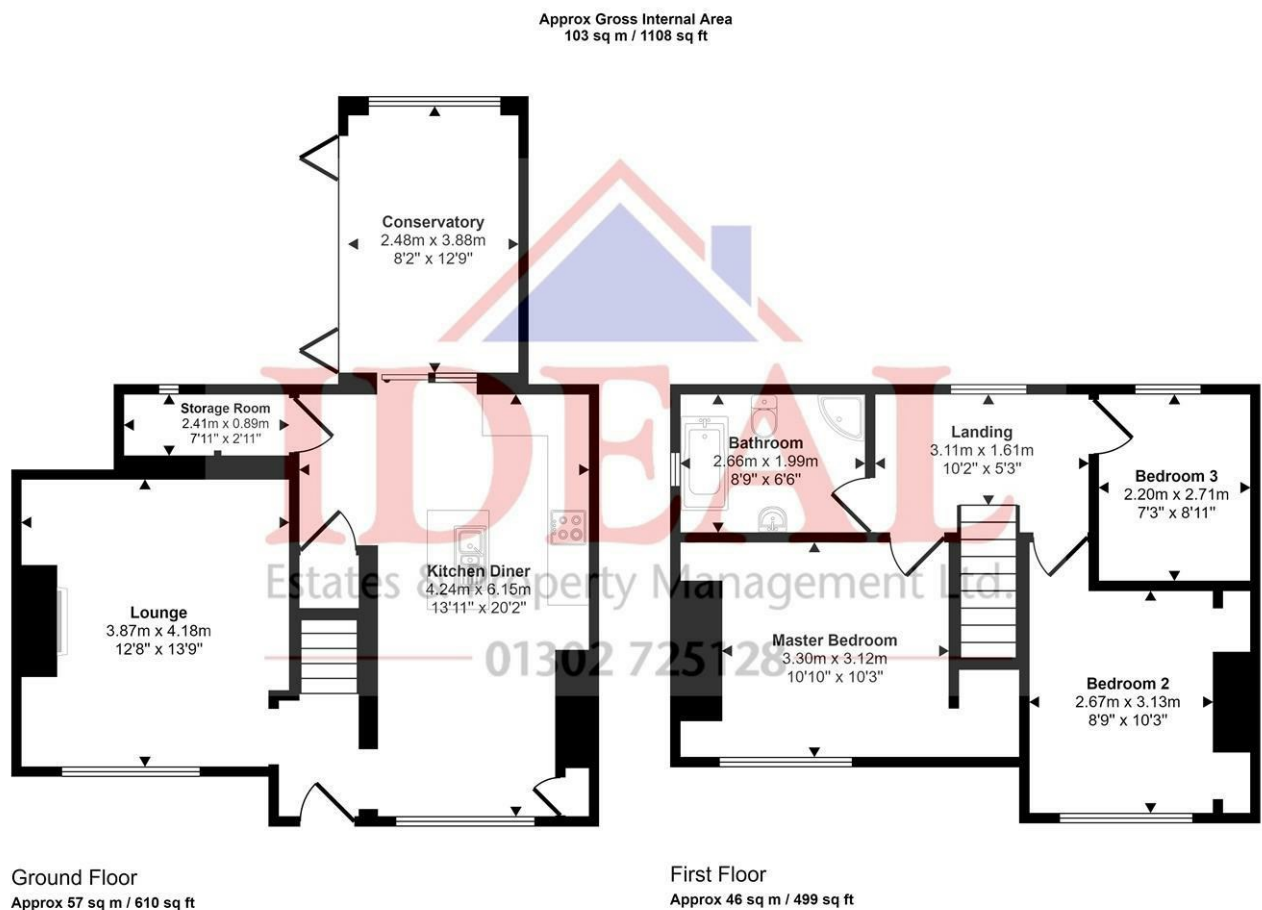 Approx Gross Internal Area
103 sq m / 1108 sq ft
Conservatory
2.48m x 3.88m
8'2" x 12'9"
Storage Room
2.41m x 0.89m
7'11" x 2'11"
Bathroom
2.66m x 1.99m
8'9" x 6'6"
Landing
3.11m x 1.61m
10'2" x 5'3"
Bedroom 3
2.20m x 2.71m
7'3" x 8'11"
IDEAL
Estates & Property Management Ltd.
01302 725128
Kitchen Diner
4.24m x 6.15m
13'11" x 20'2"
Lounge
3.87m x 4.18m
12'8" x 13'9"
Master Bedroom
3.30m x 3.12m
10'10" x 10'3"
Bedroom 2
2.67m x 3.13m
8'9" x 10'3"
Ground Floor
Approx 57 sq m / 610 sq ft
First Floor
Approx 46 sq m / 499 sq ft